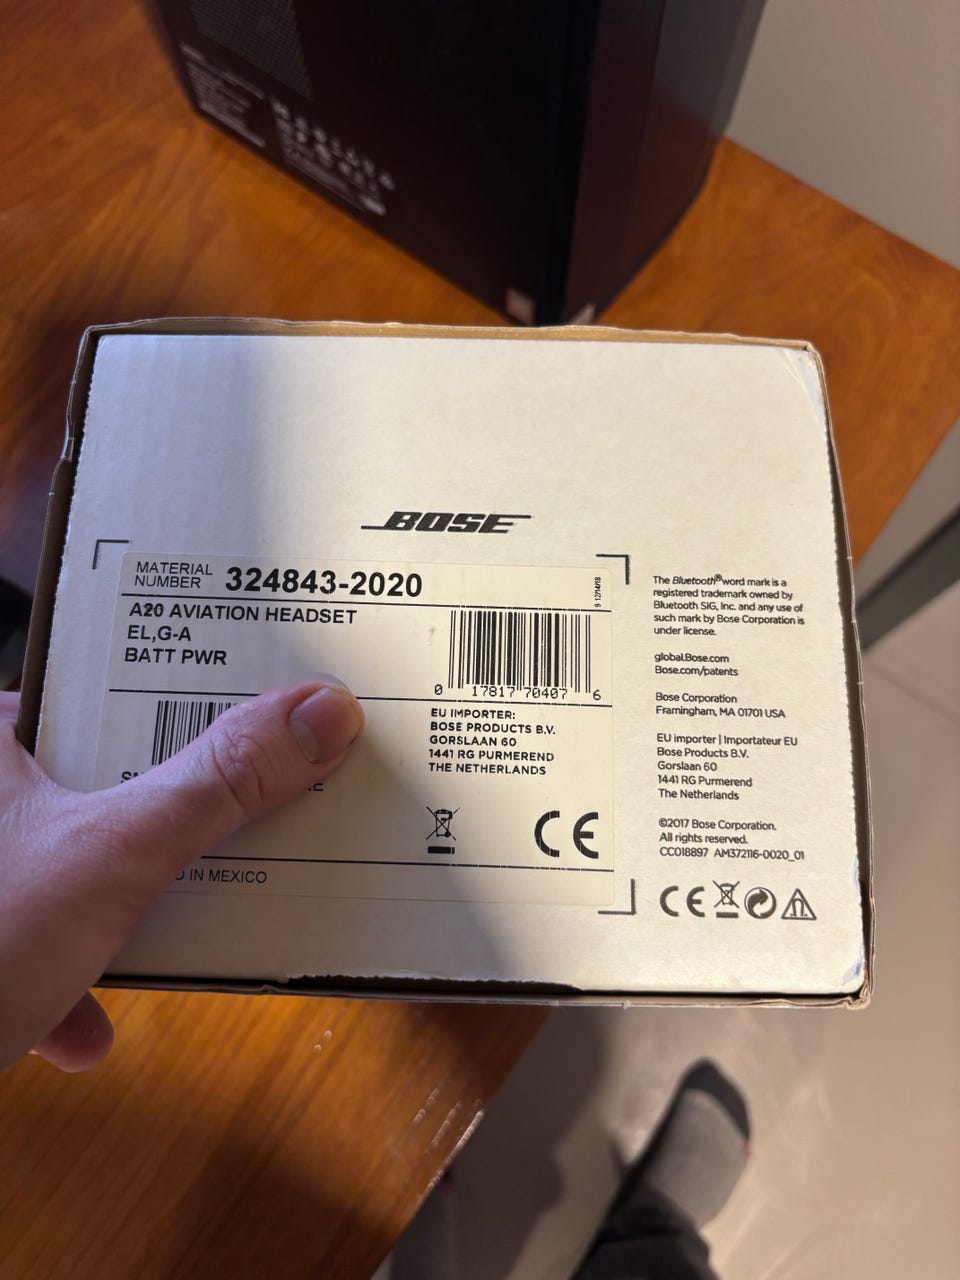 BOSE
MATERIAL
NUMBER 324843-2020
A20 AVIATION HEADSET
EL,G-A
BATT PWR
0 17817 70407 6
EU IMPORTER:
BOSE PRODUCTS B.V.
GORSLAAN 60
1441 RG PURMEREND
THE NETHERLANDS
CE
IN MEXICO
The Bluetooth® word mark is a
registered trademark owned by
Bluetooth SIG, Inc. and any use of
such mark by Bose Corporation is
under license.
global.Bose.com
Bose.com/patents
Bose Corporation
Framingham, MA 01701 USA
EU importer | Importateur EU
Bose Products B.V.
Gorslaan 60
1441 RG Purmerend
The Netherlands
©2017 Bose Corporation.
All rights reserved.
CC018897 AM372116-0020_01
CE